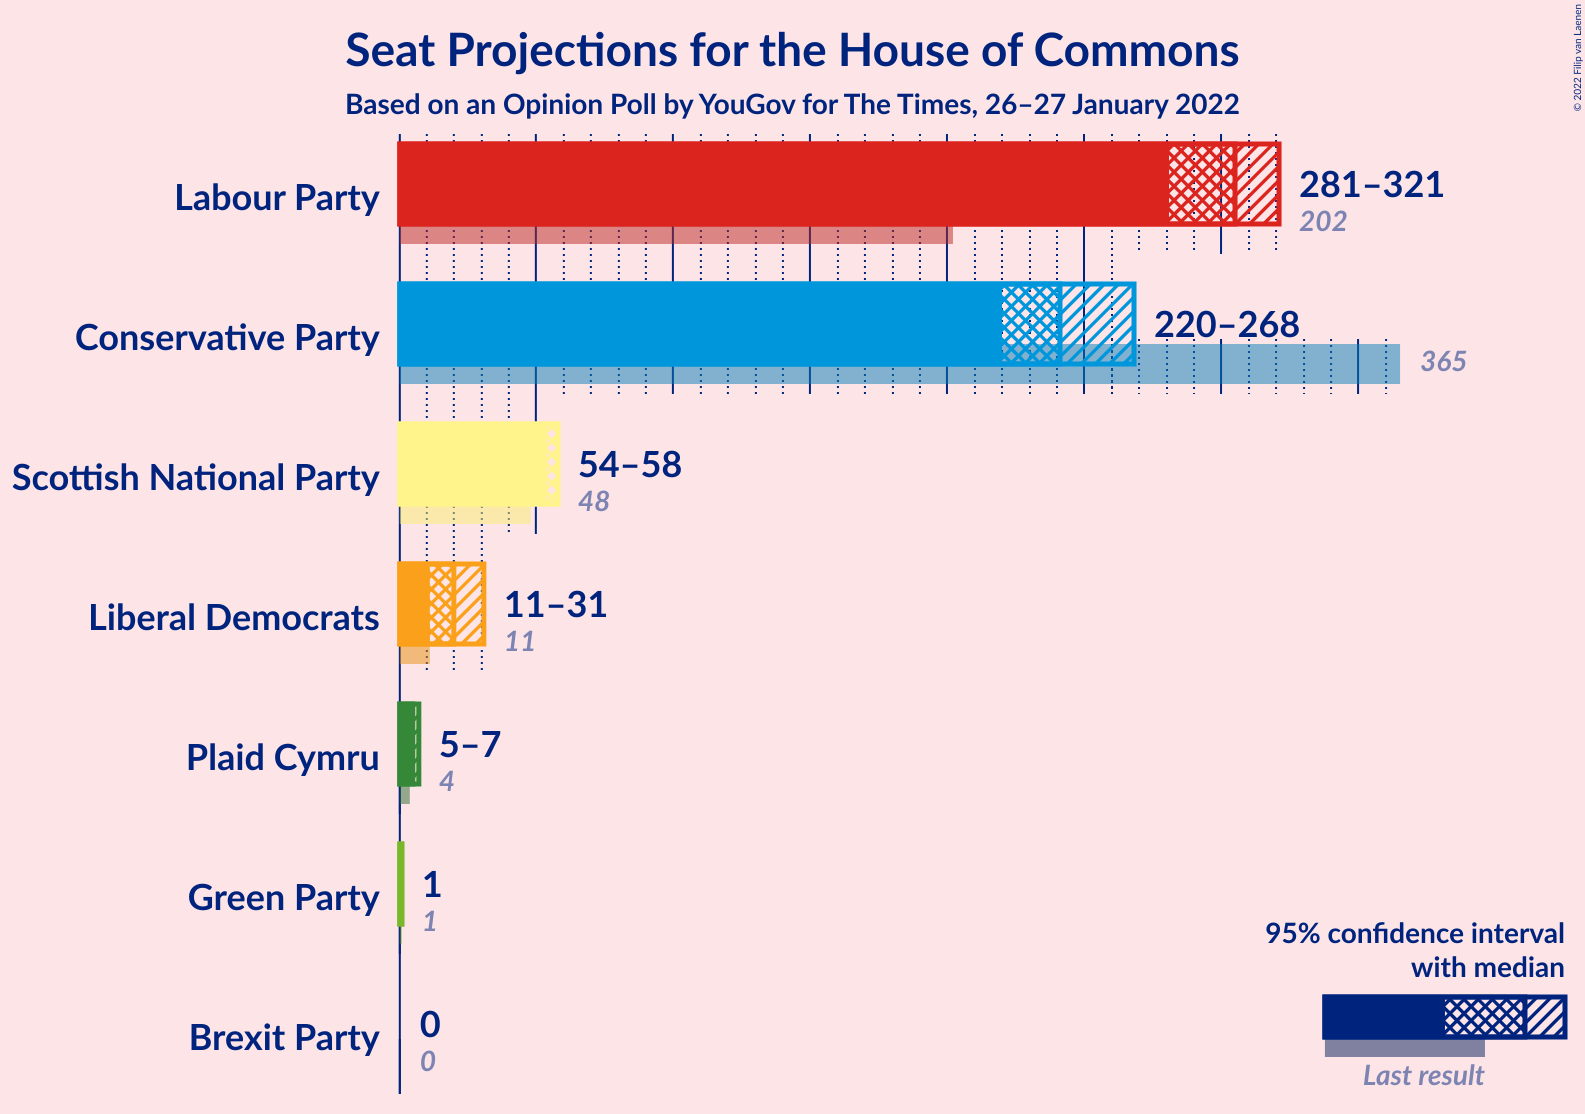 Seat Projections for the House of Commons
Based on an Opinion Poll by YouGov for The Times, 26–27 January 2022
© 2022 Filip van Laenen
Labour Party
281–321
202
Conservative Party
220–268
365
Scottish National Party
54–58
48
Liberal Democrats
11–31
11
Plaid Cymru
5–7
4
Green Party
1
1
Brexit Party
0
0
95% confidence interval
with median
Last result